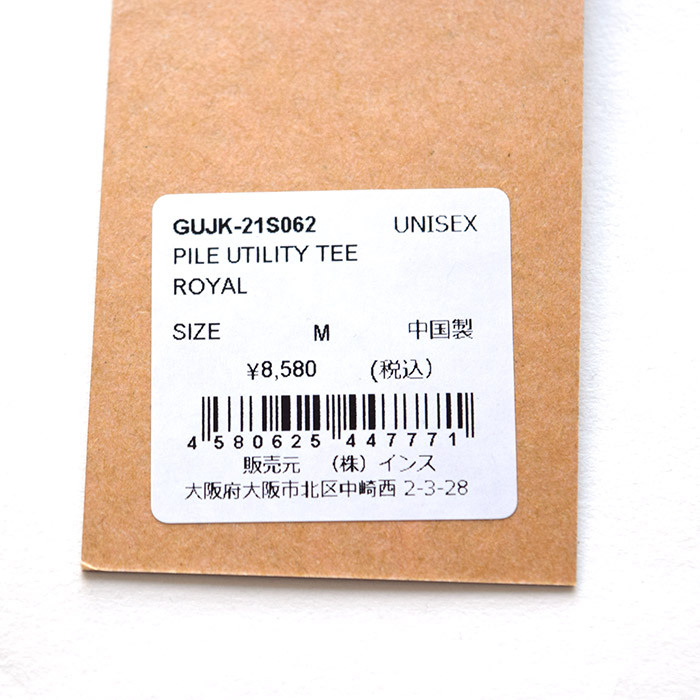 GUJK-21S062 UNISEX
PILE UTILITY TEE
ROYAL
SIZE M 中国製
¥8,580 (税込)
4 580625 447771
販売元 (株)インス
大阪府大阪市北区中崎西 2-3-28